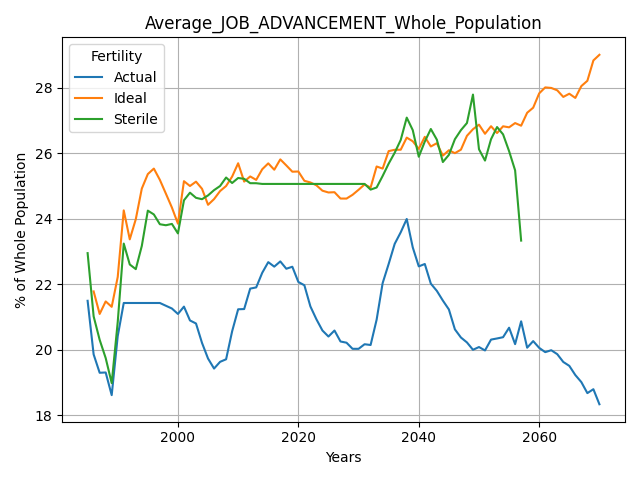 Average_JOB_ADVANCEMENT_Whole_Population
Fertility
Actual
Ideal
Sterile
28
26
24
22
20
18
% of Whole Population
2000
2020
2040
2060
Years